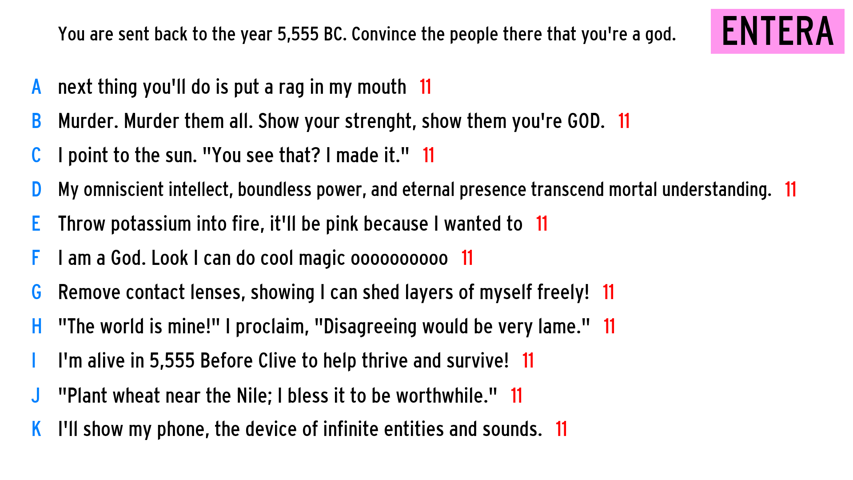 You are sent back to the year 5,555 BC. Convince the people there that you're a god.
ENTERA
A next thing you'll do is put a rag in my mouth 11
B Murder. Murder them all. Show your strenght, show them you're GOD. 11
C I point to the sun. "You see that? I made it." 11
D My omniscient intellect, boundless power, and eternal presence transcend mortal understanding. 11
E Throw potassium into fire, it'll be pink because I wanted to 11
F I am a God. Look I can do cool magic oooooooooo 11
G Remove contact lenses, showing I can shed layers of myself freely! 11
H "The world is mine!" I proclaim, "Disagreeing would be very lame." 11
I I'm alive in 5,555 Before Clive to help thrive and survive! 11
J "Plant wheat near the Nile; I bless it to be worthwhile." 11
K I'll show my phone, the device of infinite entities and sounds. 11